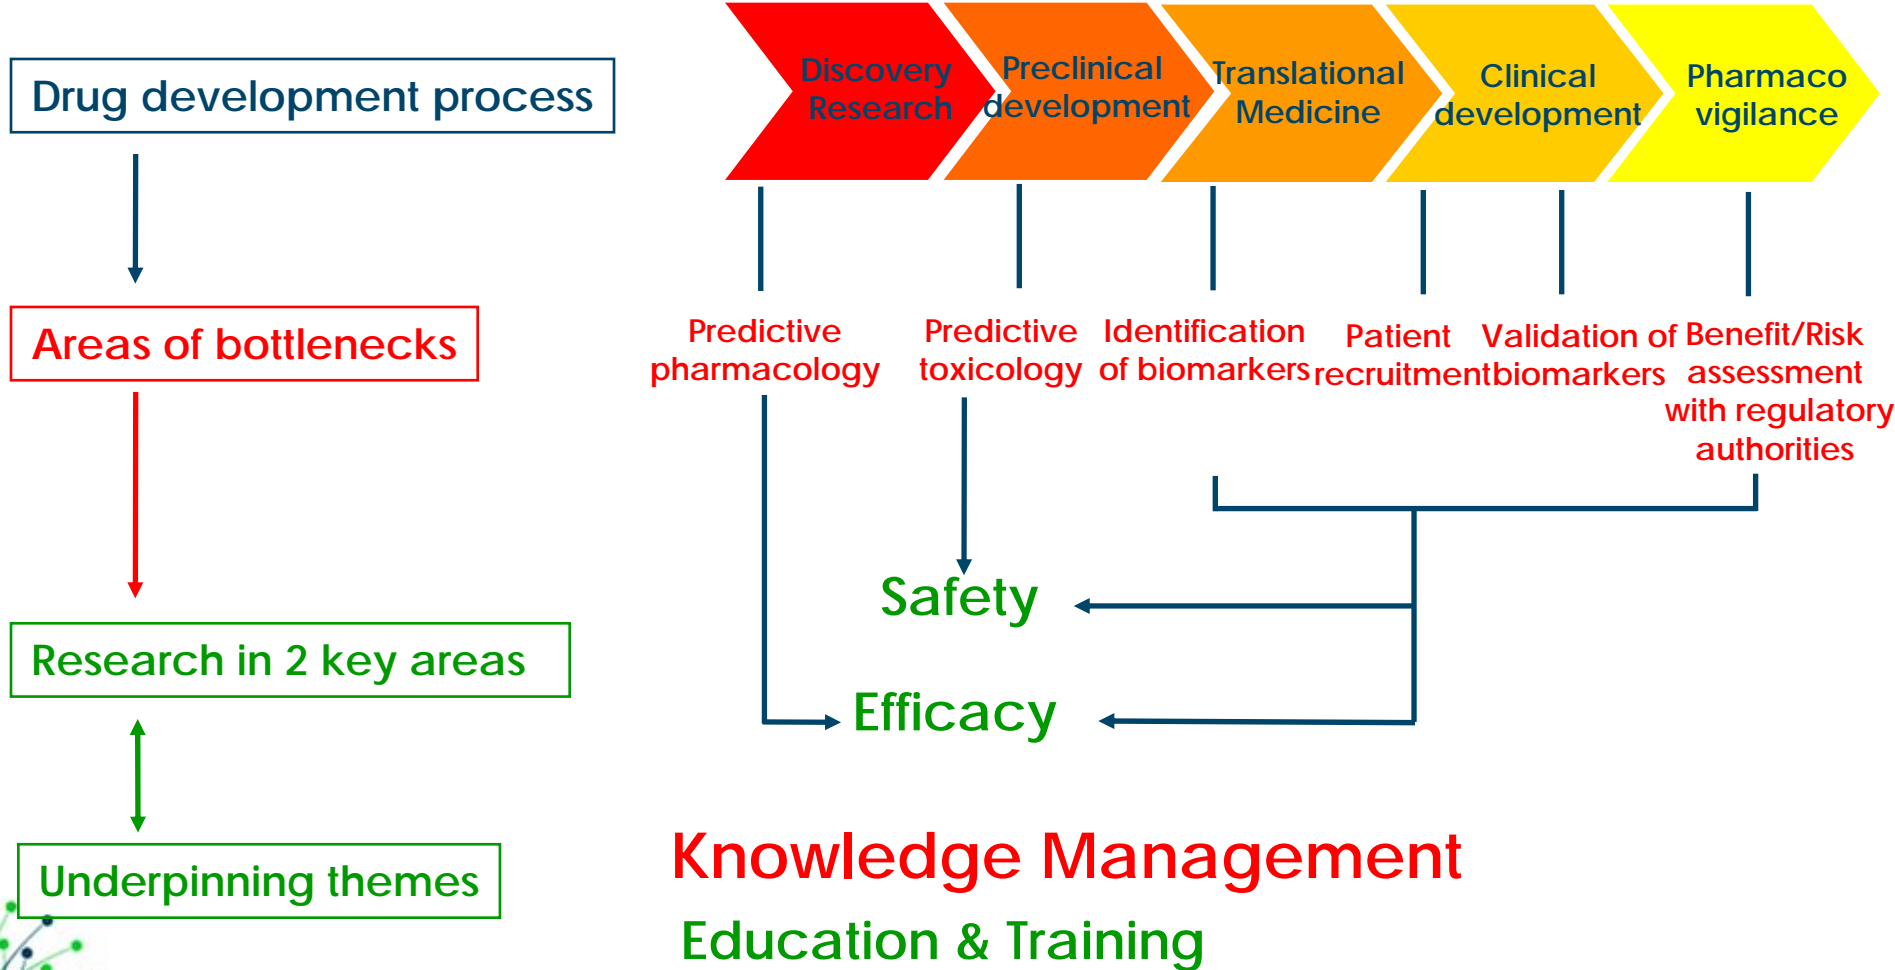 Drug development process
Discovery
Research
Preclinical
development
Translational
Medicine
Clinical
development
Pharmaco
vigilance
Areas of bottlenecks
Predictive
pharmacology
Predictive
toxicology
Identification
of biomarkers
Patient
recruitment
Validation of
biomarkers
Benefit/Risk
assessment
with regulatory
authorities
Research in 2 key areas
Safety
Efficacy
Underpinning themes
Knowledge Management
Education & Training